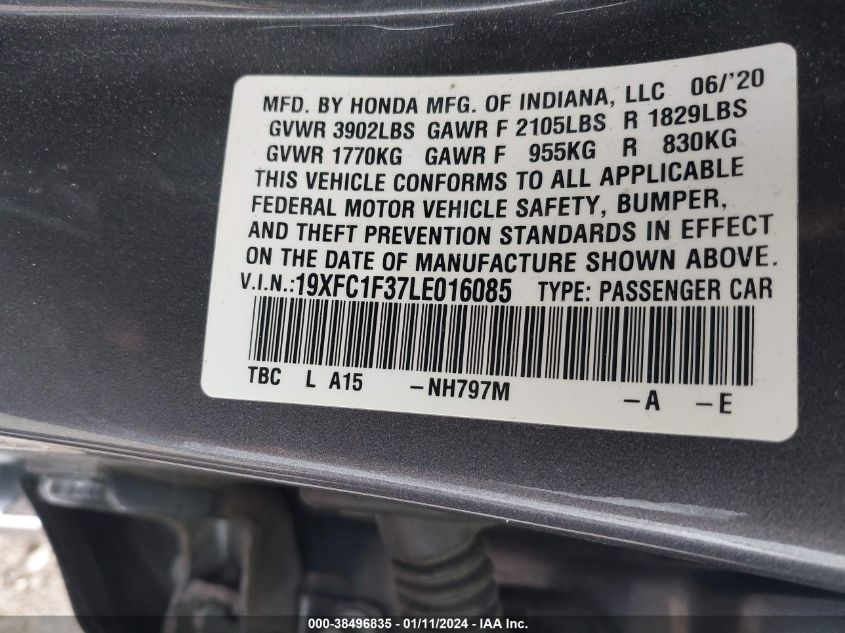 MFD. BY HONDA MFG. OF INDIANA, LLC 06/'20
GVWR 3902LBS GAWR F 2105LBS R 1829LBS
GVWR 1770KG GAWR F 955KG R 830KG
THIS VEHICLE CONFORMS TO ALL APPLICABLE
FEDERAL MOTOR VEHICLE SAFETY, BUMPER,
AND THEFT PREVENTION STANDARDS IN EFFECT
ON THE DATE OF MANUFACTURE SHOWN ABOVE.
V.I.N.:19XFC1F37LE016085 TYPE: PASSENGER CAR
TBC L A15 -NH797M -A -E
000-38496835 - 01/11/2024 - IAA Inc.